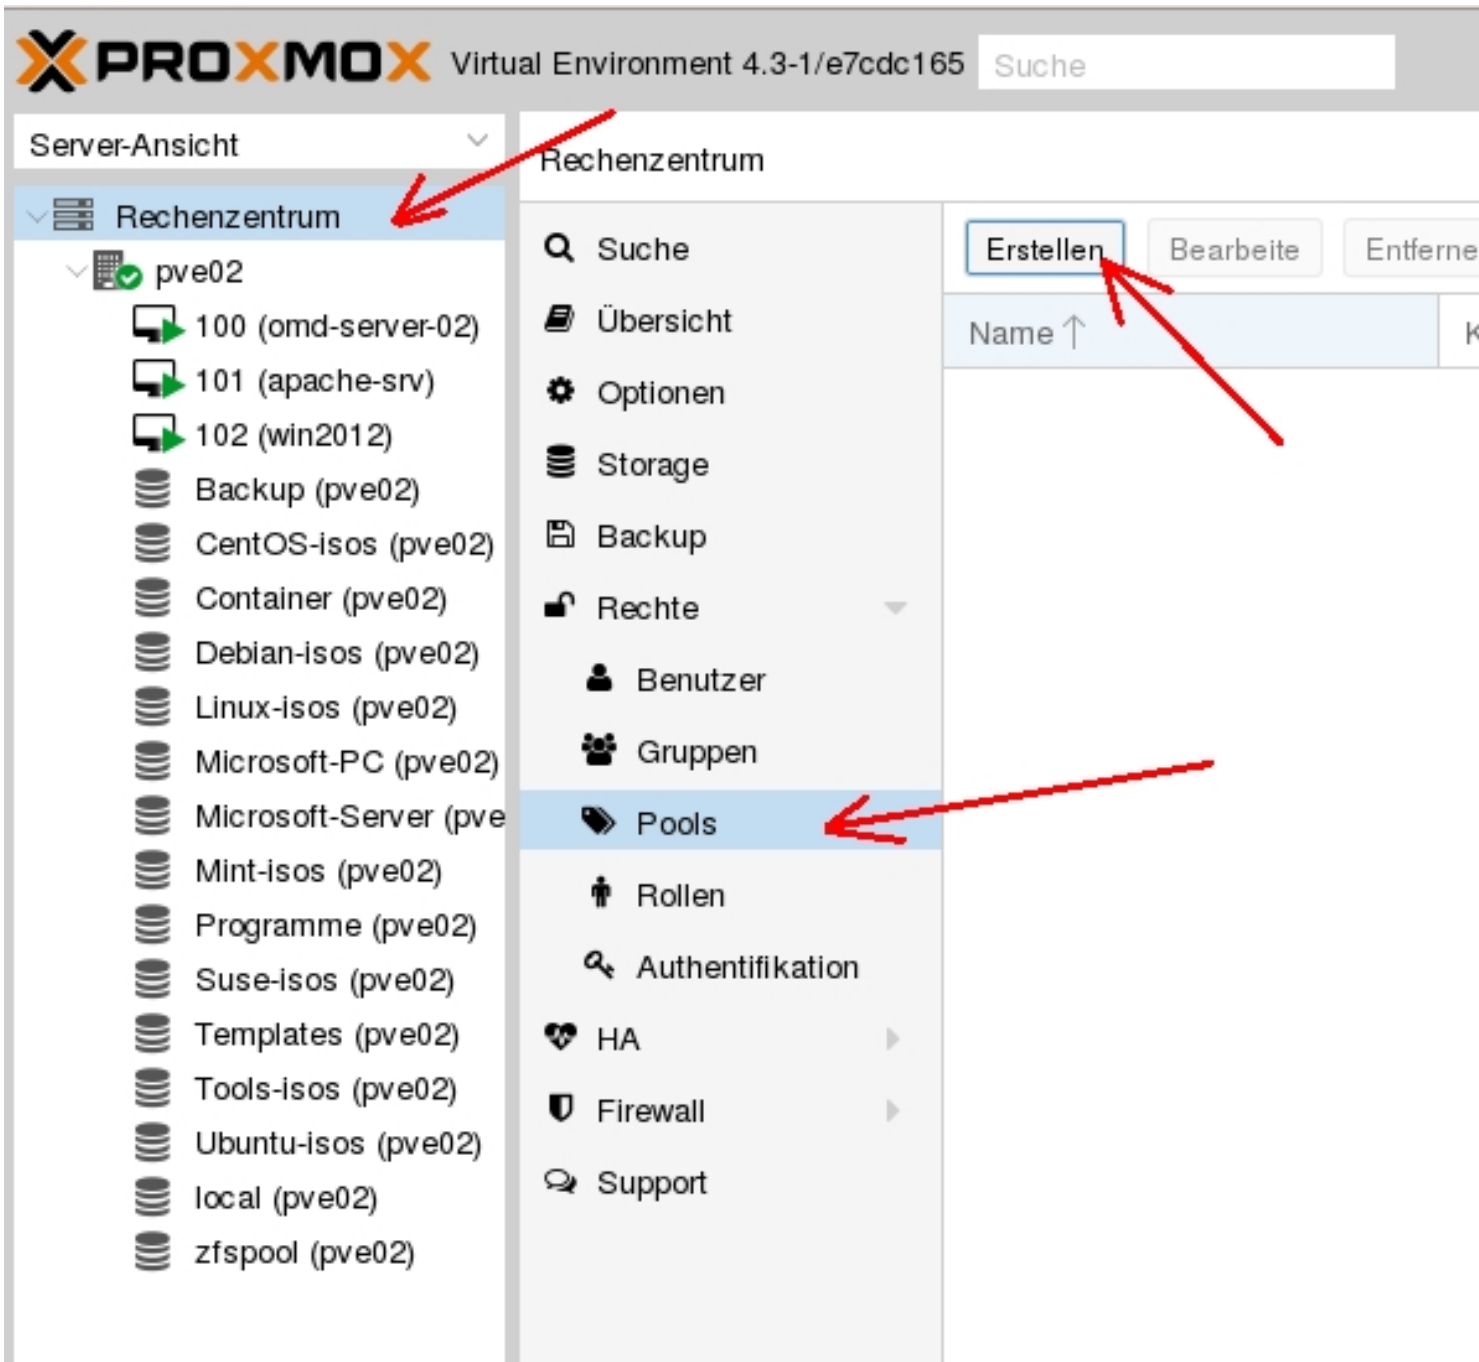 PROXMOX Virtual Environment 4.3-1/e7cdc165 Suche
Server-Ansicht
Rechenzentrum
pve02
100 (omd-server-02)
101 (apache-srv)
102 (win2012)
Backup (pve02)
CentOS-isos (pve02)
Container (pve02)
Debian-isos (pve02)
Linux-isos (pve02)
Microsoft-PC (pve02)
Microsoft-Server (pve
Mint-isos (pve02)
Programme (pve02)
Suse-isos (pve02)
Templates (pve02)
Tools-isos (pve02)
Ubuntu-isos (pve02)
local (pve02)
zfspool (pve02)
Rechenzentrum
Suche
Übersicht
Optionen
Storage
Backup
Rechte
Benutzer
Gruppen
Pools
Rollen
Authentifikation
HA
Firewall
Support
Erstellen Bearbeite Entferne
Name K